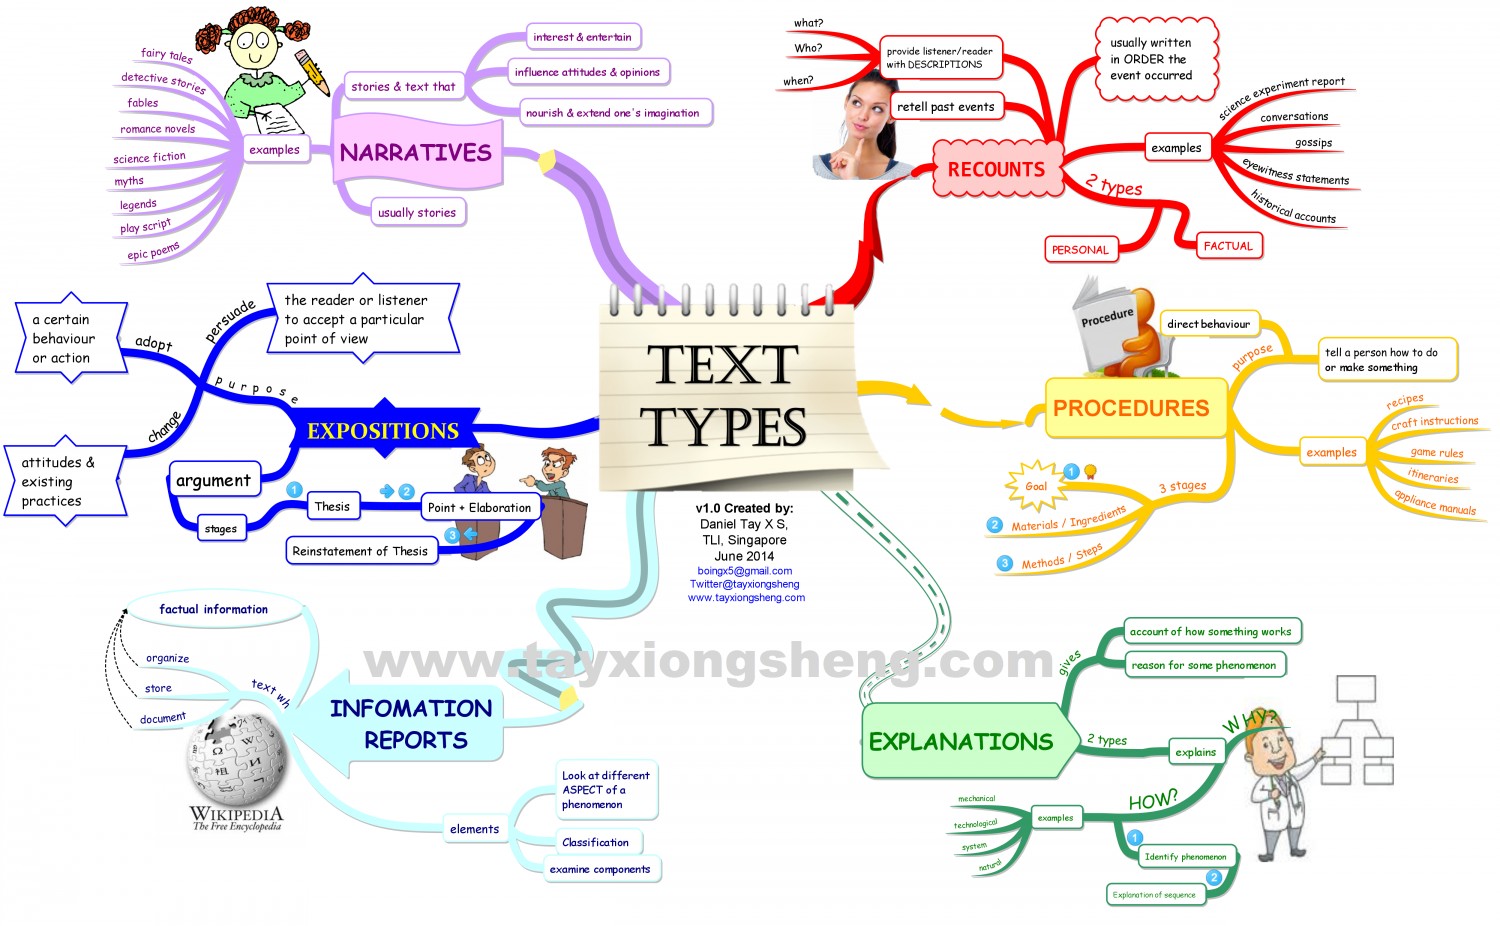 TEXT
TYPES
v1.0 Created by:
Daniel Tay X S,
TLI, Singapore
June 2014
boingx5@gmail.com
Twitter@tayxiongsheng
www.tayxiongsheng.com
www.tayxiongsheng.com
NARRATIVES
stories & text that
interest & entertain
influence attitudes & opinions
nourish & extend one's imagination
examples
fairy tales
detective stories
fables
romance novels
science fiction
myths
legends
play script
epic poems
usually stories
RECOUNTS
provide listener/reader
with DESCRIPTIONS
what?
Who?
when?
retell past events
usually written
in ORDER the
event occurred
examples
science experiment report
conversations
gossips
eyewitness statements
historical accounts
2 types
PERSONAL
FACTUAL
Procedure
PROCEDURES
purpose
direct behaviour
tell a person how to do
or make something
examples
recipes
craft instructions
game rules
itineraries
appliance manuals
3 stages
1
Goal
2
Materials / Ingredients
3
Methods / Steps
EXPLANATIONS
gives
account of how something works
reason for some phenomenon
2 types
explains
WHY?
HOW?
examples
mechanical
technological
system
natural
1
Identify phenomenon
2
Explanation of sequence
EXPOSITIONS
purpose
persuade
the reader or listener
to accept a particular
point of view
adopt
a certain
behaviour
or action
change
attitudes &
existing
practices
argument
stages
1
Thesis
2
Point + Elaboration
3
Reinstatement of Thesis
INFOMATION
REPORTS
text wh
factual information
organize
store
document
WIKIPEDIA
The Free Encyclopedia
elements
Look at different
ASPECT of a
phenomenon
Classification
examine components